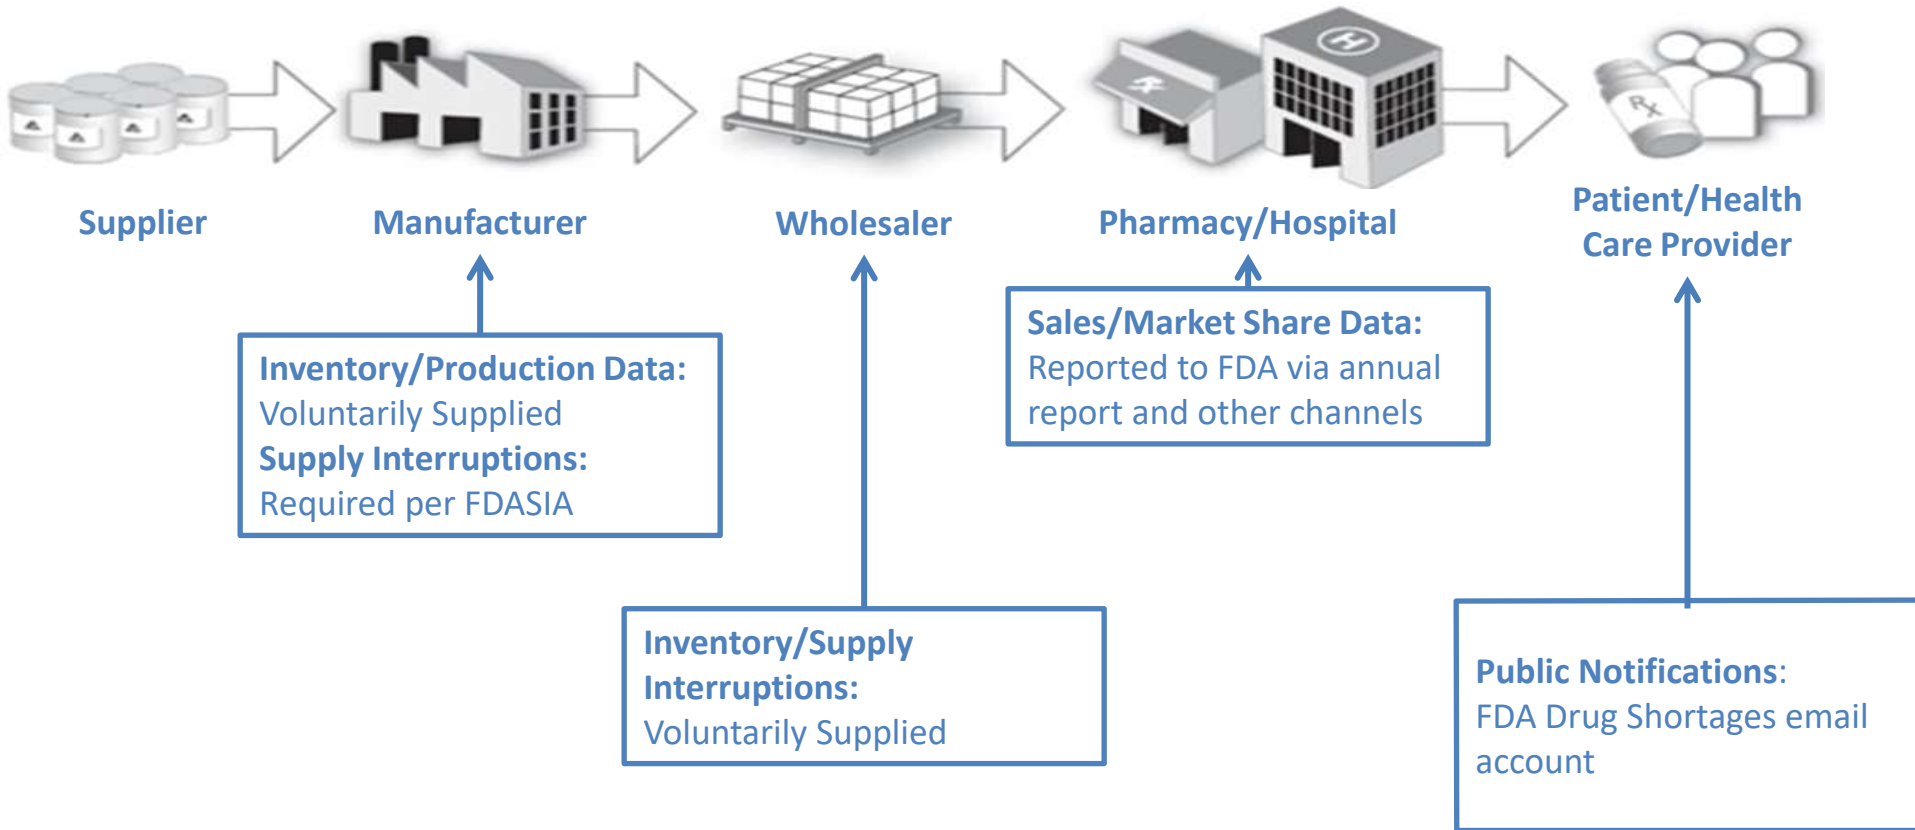 Supplier
Manufacturer
Wholesaler
Pharmacy/Hospital
Patient/Health
Care Provider
H
Rx
Inventory/Production Data:
Voluntarily Supplied
Supply Interruptions:
Required per FDASIA
Inventory/Supply
Interruptions:
Voluntarily Supplied
Sales/Market Share Data:
Reported to FDA via annual
report and other channels
Public Notifications:
FDA Drug Shortages email
account